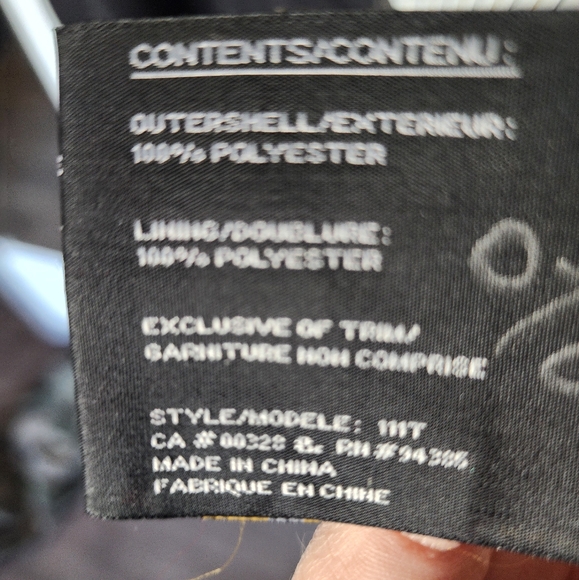 CONTENTS/CONTENU:
OUTERSHELL/EXTERIEUR:
100% POLYESTER
LINING/DOUBLURE:
100% POLYESTER
EXCLUSIVE OF TRIM/
GARNITURE NON COMPRISE
STYLE/MODELE: 111T
CA # 00328 & RN # 94385
MADE IN CHINA
FABRIQUE EN CHINE